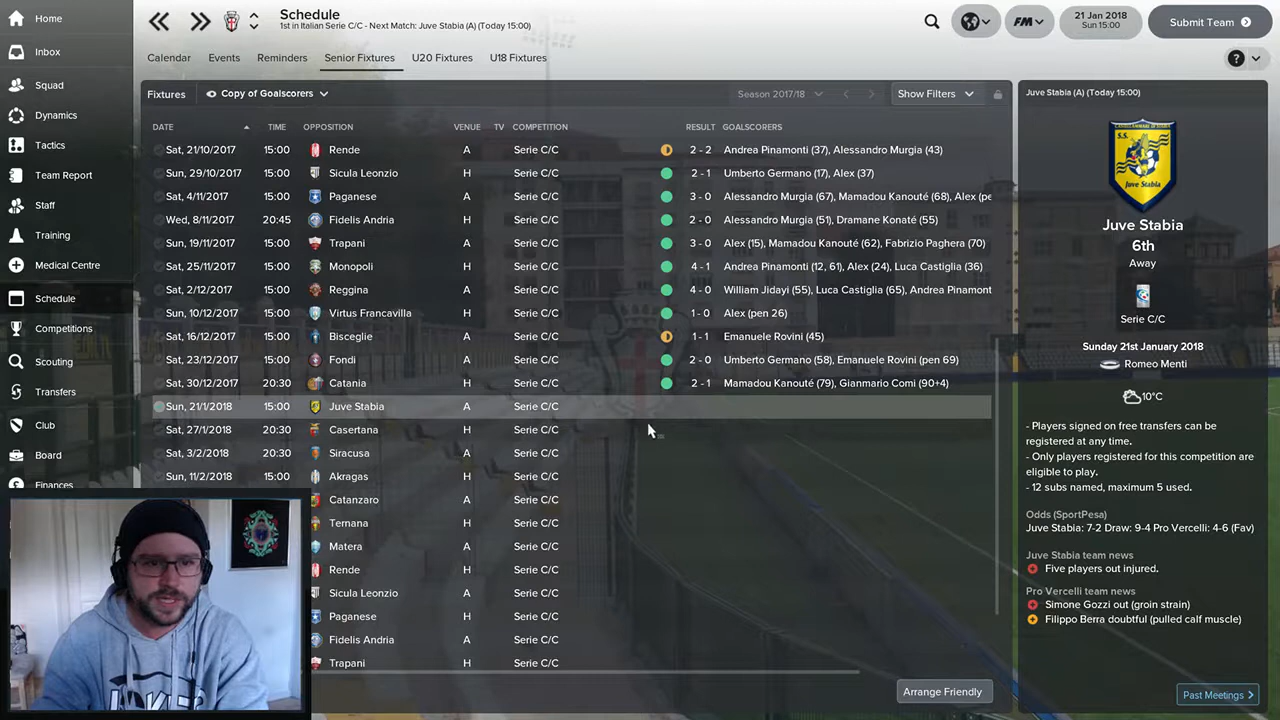 Home
Inbox
Squad
Dynamics
Tactics
Team Report
Staff
Training
Medical Centre
Schedule
Competitions
Scouting
Transfers
Club
Board
Finances
Schedule
1st in Italian Serie C/C - Next Match: Juve Stabia (A) (Today 15:00)
FM
21 Jan 2018
Sun 15:00
Submit Team
Calendar Events Reminders Senior Fixtures U20 Fixtures U18 Fixtures
?
Fixtures Copy of Goalscorers Season 2017/18 Show Filters
DATE TIME OPPOSITION VENUE TV COMPETITION RESULT GOALSCORERS
Sat, 21/10/2017 15:00 Rende A Serie C/C 2 - 2 Andrea Pinamonti (37), Alessandro Murgia (43)
Sun, 29/10/2017 15:00 Sicula Leonzio H Serie C/C 2 - 1 Umberto Germano (17), Alex (37)
Sat, 4/11/2017 15:00 Paganese A Serie C/C 3 - 0 Alessandro Murgia (67), Mamadou Kanouté (68), Alex (pe
Wed, 8/11/2017 20:45 Fidelis Andria H Serie C/C 2 - 0 Alessandro Murgia (51), Dramane Konaté (55)
Sun, 19/11/2017 15:00 Trapani A Serie C/C 3 - 0 Alex (15), Mamadou Kanouté (62), Fabrizio Paghera (70)
Sat, 25/11/2017 15:00 Monopoli H Serie C/C 4 - 1 Andrea Pinamonti (12, 61), Alex (24), Luca Castiglia (36)
Sat, 2/12/2017 15:00 Reggina A Serie C/C 4 - 0 William Jidayi (55), Luca Castiglia (65), Andrea Pinamont
Sun, 10/12/2017 15:00 Virtus Francavilla H Serie C/C 1 - 0 Alex (pen 26)
Sat, 16/12/2017 15:00 Bisceglie A Serie C/C 1 - 1 Emanuele Rovini (45)
Sat, 23/12/2017 15:00 Fondi A Serie C/C 2 - 0 Umberto Germano (58), Emanuele Rovini (pen 69)
Sat, 30/12/2017 20:30 Catania H Serie C/C 2 - 1 Mamadou Kanouté (79), Gianmario Comi (90+4)
Sun, 21/1/2018 15:00 Juve Stabia A Serie C/C
Sat, 27/1/2018 20:30 Casertana H Serie C/C
Sat, 3/2/2018 20:30 Siracusa A Serie C/C
Sun, 11/2/2018 15:00 Akragas H Serie C/C
Catanzaro A Serie C/C
Ternana H Serie C/C
Matera A Serie C/C
Rende H Serie C/C
Sicula Leonzio A Serie C/C
Paganese H Serie C/C
Fidelis Andria A Serie C/C
Trapani H Serie C/C
Arrange Friendly
Juve Stabia (A) (Today 15:00)
S.S.
Juve Stabia
Juve Stabia
6th
Away
Serie C/C
Sunday 21st January 2018
Romeo Menti
10°C
- Players signed on free transfers can be
registered at any time.
- Only players registered for this competition are
eligible to play.
- 12 subs named, maximum 5 used.
Odds (SportPesa)
Juve Stabia: 7-2 Draw: 9-4 Pro Vercelli: 4-6 (Fav)
Juve Stabia team news
Five players out injured.
Pro Vercelli team news
Simone Gozzi out (groin strain)
Filippo Berra doubtful (pulled calf muscle)
Past Meetings